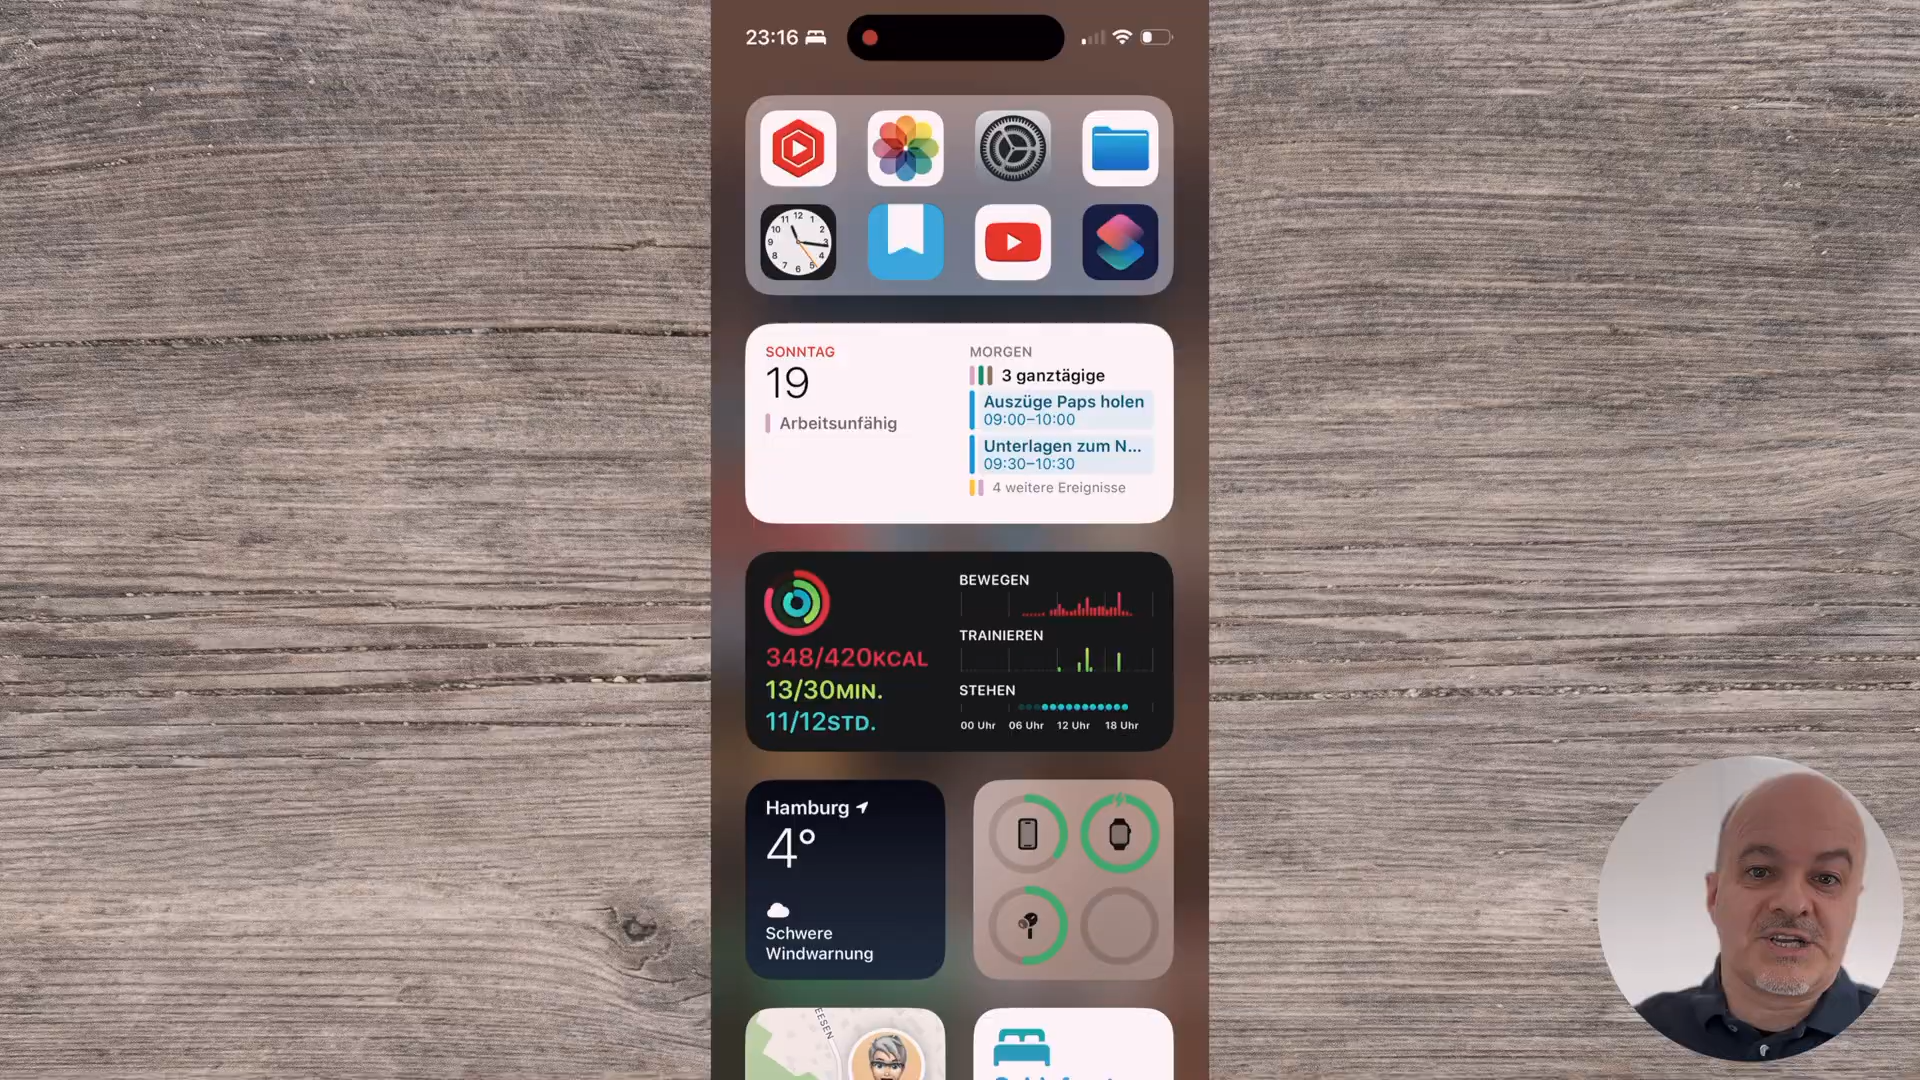 23:16
SONNTAG
19
Arbeitsunfähig
MORGEN
3 ganztägige
Auszüge Paps holen
09:00–10:00
Unterlagen zum N...
09:30–10:30
4 weitere Ereignisse
348/420KCAL
13/30MIN.
11/12STD.
BEWEGEN
TRAINIEREN
STEHEN
00 Uhr 06 Uhr 12 Uhr 18 Uhr
Hamburg
4°
Schwere
Windwarnung
EESEN